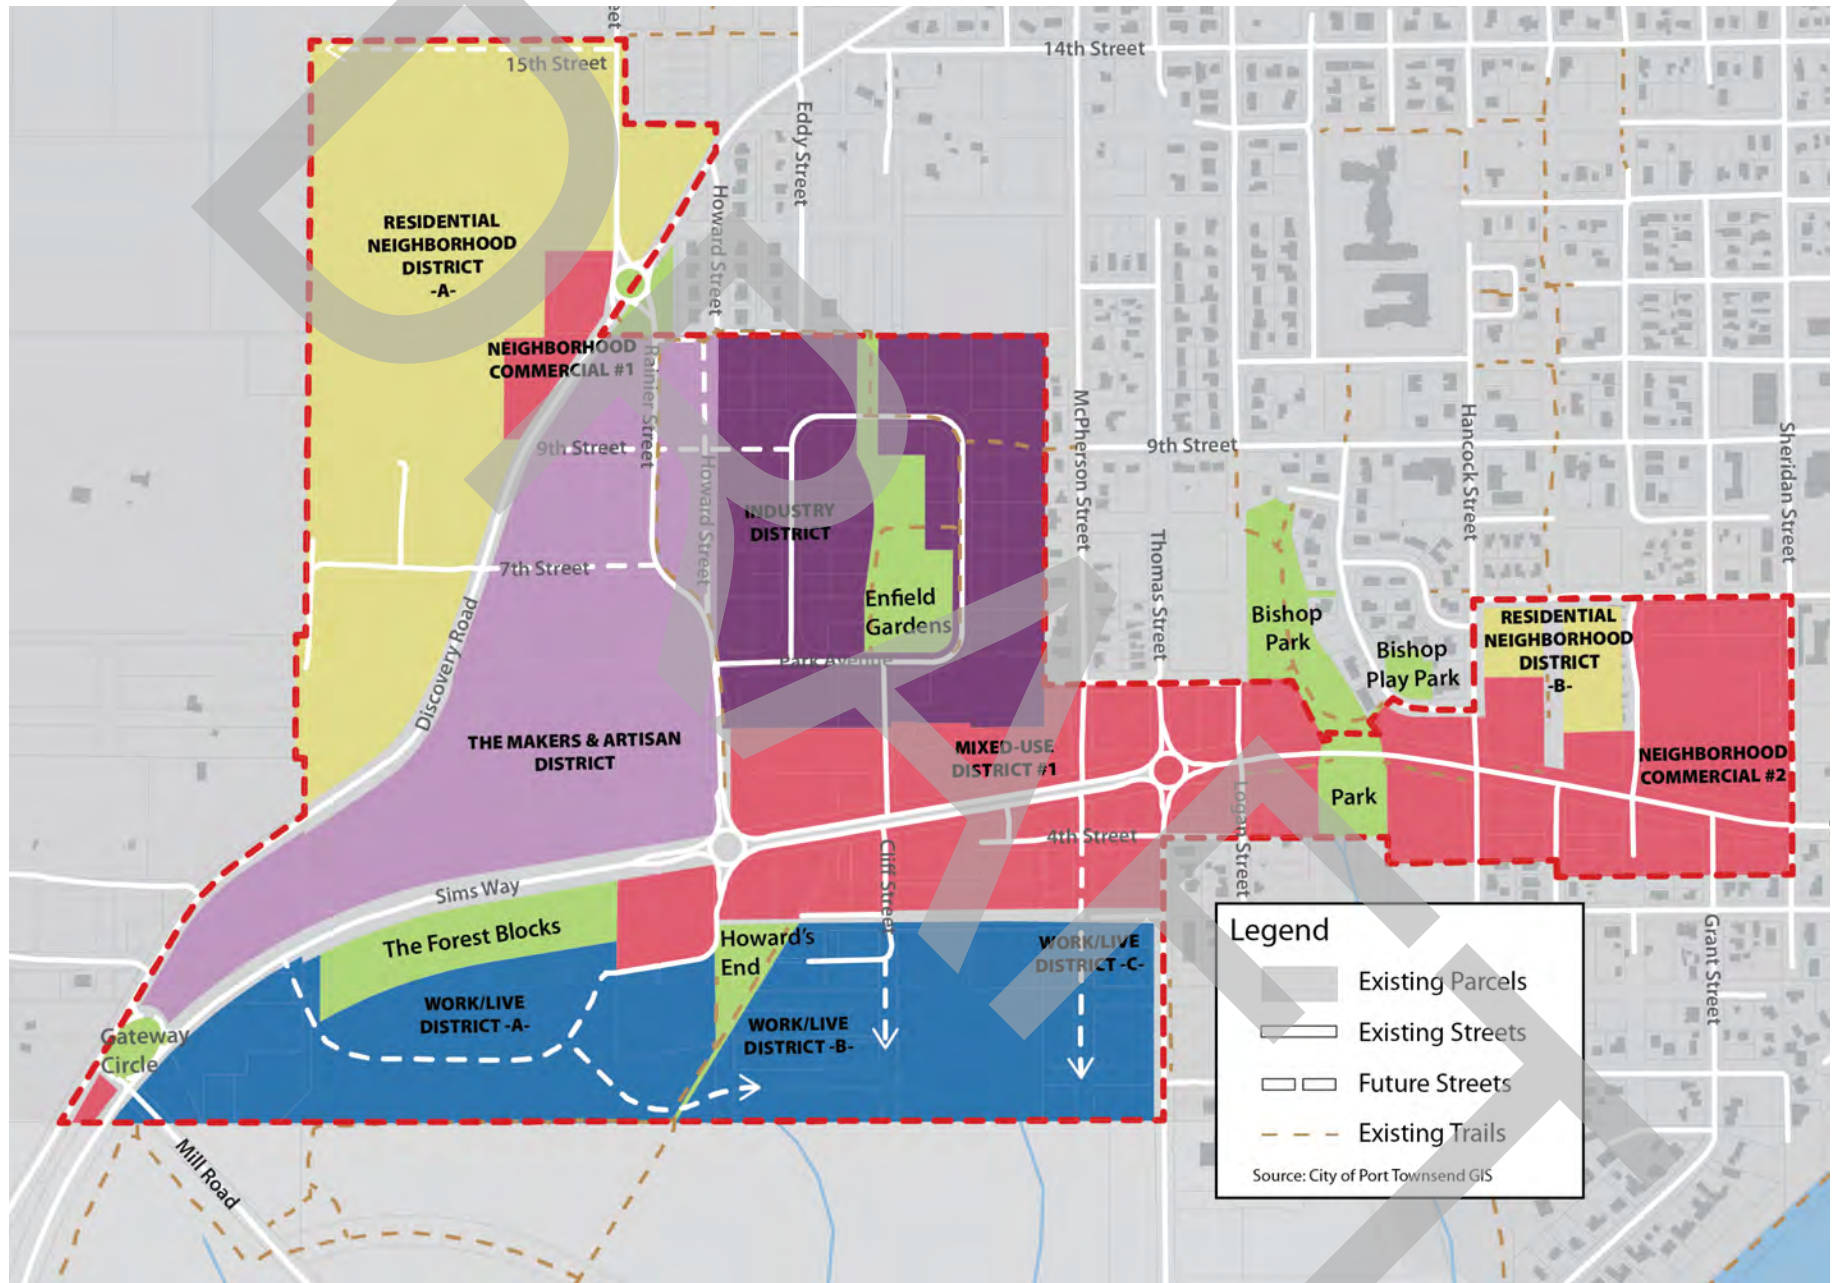 eet
14th Street
15th Street
Eddy Street
Howard Street
RESIDENTIAL
NEIGHBORHOOD
DISTRICT
-A-
NEIGHBORHOOD
COMMERCIAL #1
Rainier Street
McPherson Street
Hancock Street
Sheridan Street
9th Street
9th Street
Howard Street
INDUSTRY
DISTRICT
Thomas Street
7th Street
Enfield
Gardens
Bishop
Park
RESIDENTIAL
NEIGHBORHOOD
DISTRICT
-B-
Bishop
Play Park
Discovery Road
Park Avenue
THE MAKERS & ARTISAN
DISTRICT
MIXED-USE
DISTRICT #1
NEIGHBORHOOD
COMMERCIAL #2
Park
Logan Street
4th Street
Cliff Street
Sims Way
The Forest Blocks
Howard's
End
WORK/LIVE
DISTRICT -C-
Grant Street
WORK/LIVE
DISTRICT -A-
WORK/LIVE
DISTRICT -B-
Gateway
Circle
Mill Road
Legend
Existing Parcels
Existing Streets
Future Streets
Existing Trails
Source: City of Port Townsend GIS
DRAFT